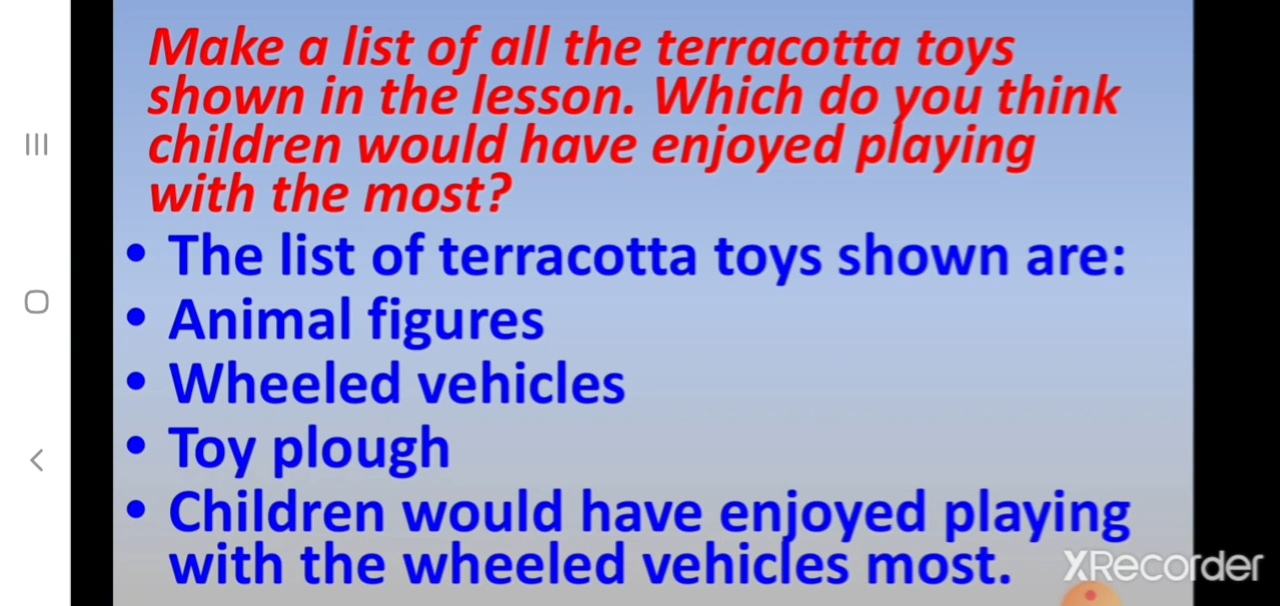 Make a list of all the terracotta toys
shown in the lesson. Which do you think
children would have enjoyed playing
with the most?
• The list of terracotta toys shown are:
• Animal figures
• Wheeled vehicles
• Toy plough
• Children would have enjoyed playing
with the wheeled vehicles most.
XRecorder